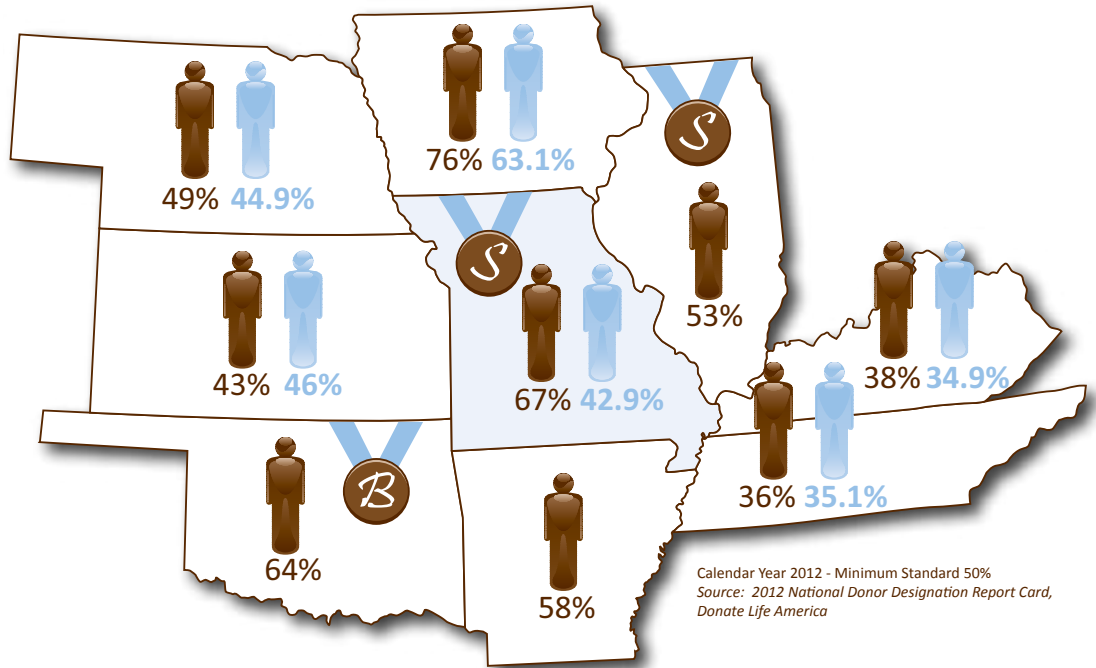 49% 44.9%
76% 63.1%
S
S
43% 46%
67% 42.9%
53%
38% 34.9%
36% 35.1%
B
64%
58%
Calendar Year 2012 - Minimum Standard 50%
Source:  2012 National Donor Designation Report Card,
Donate Life America